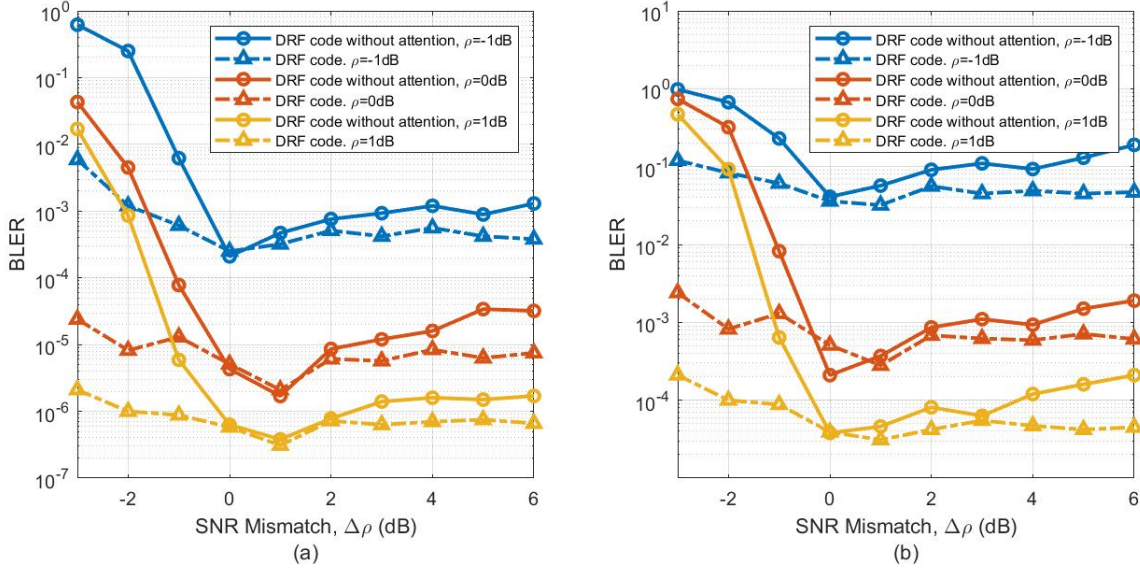 10^0
10^-1
10^-2
10^-3
10^-4
10^-5
10^-6
10^-7
BLER
DRF code without attention, ρ=-1dB
DRF code. ρ=-1dB
DRF code without attention, ρ=0dB
DRF code. ρ=0dB
DRF code without attention, ρ=1dB
DRF code. ρ=1dB
-2 0 2 4 6
SNR Mismatch, Δρ (dB)
(a)
10^1
10^0
10^-1
10^-2
10^-3
10^-4
BLER
DRF code without attention, ρ=-1dB
DRF code. ρ=-1dB
DRF code without attention, ρ=0dB
DRF code. ρ=0dB
DRF code without attention, ρ=1dB
DRF code. ρ=1dB
-2 0 2 4 6
SNR Mismatch, Δρ (dB)
(b)